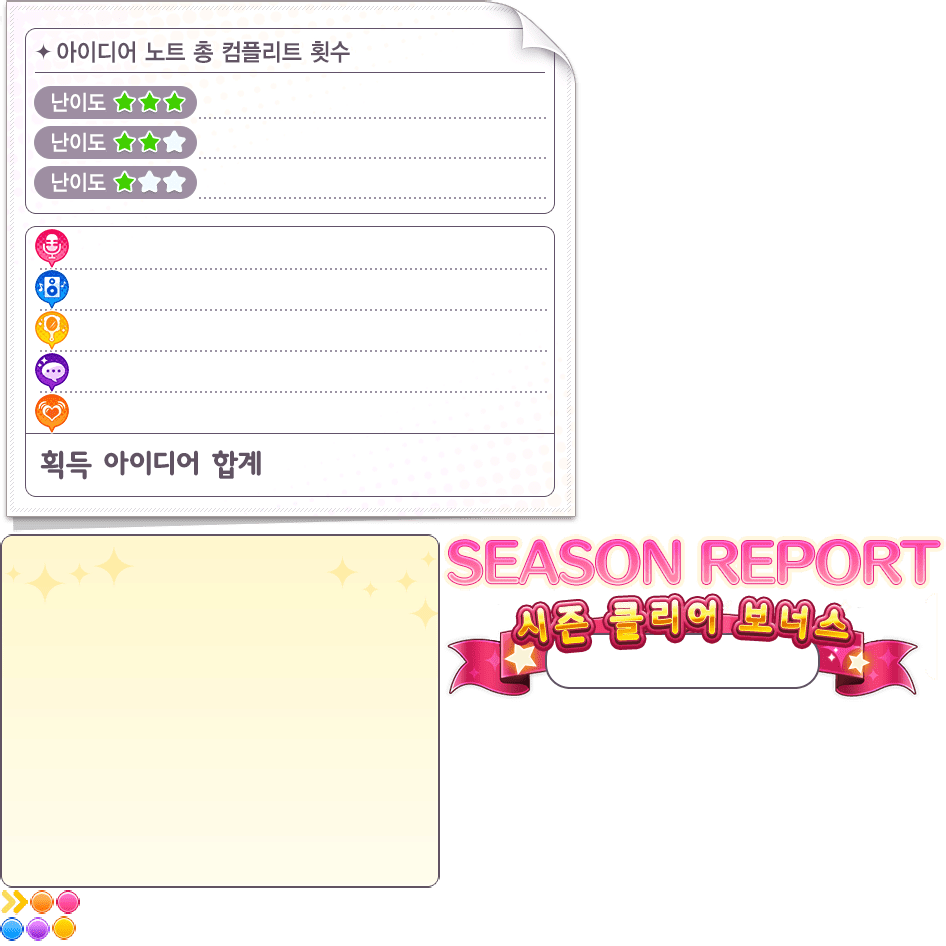 아이디어 노트 총 컴플리트 횟수
난이도
난이도
난이도
획득 아이디어 합계
SEASON REPORT
시즌 클리어 보너스